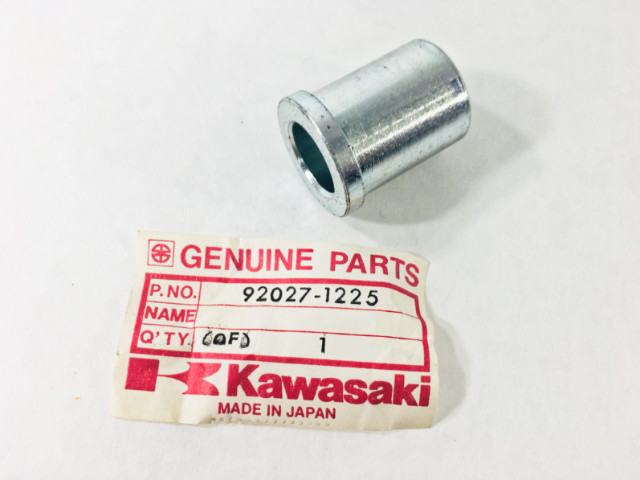 GENUINE PARTS
P.NO. 92027-1225
NAME
Q'TY. 1
Kawasaki
MADE IN JAPAN